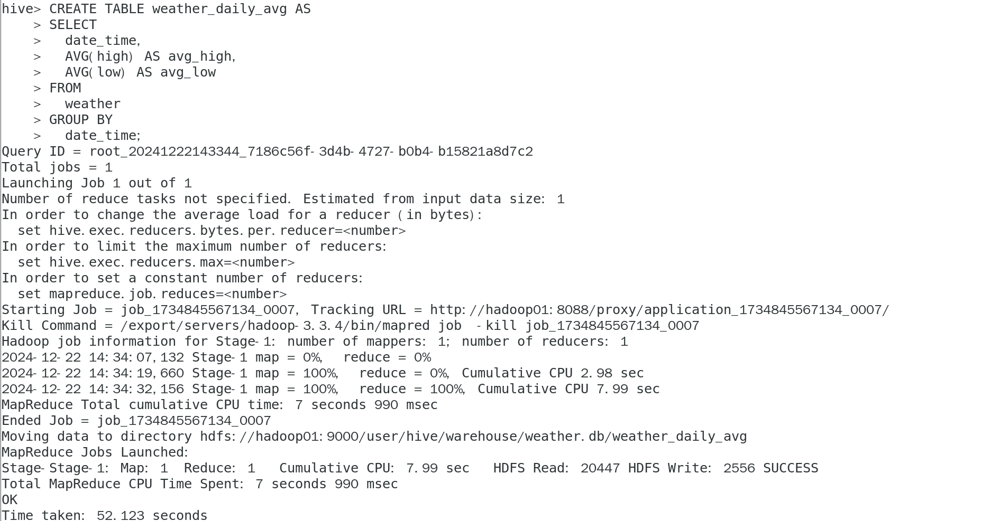 hive> CREATE TABLE weather_daily_avg AS
    > SELECT
    >   date_time,
    >   AVG(high) AS avg_high,
    >   AVG(low) AS avg_low
    > FROM
    >   weather
    > GROUP BY
    >   date_time;
Query ID = root_20241222143344_7186c56f-3d4b-4727-b0b4-b15821a8d7c2
Total jobs = 1
Launching Job 1 out of 1
Number of reduce tasks not specified. Estimated from input data size: 1
In order to change the average load for a reducer (in bytes):
  set hive.exec.reducers.bytes.per.reducer=<number>
In order to limit the maximum number of reducers:
  set hive.exec.reducers.max=<number>
In order to set a constant number of reducers:
  set mapreduce.job.reduces=<number>
Starting Job = job_1734845567134_0007, Tracking URL = http://hadoop01:8088/proxy/application_1734845567134_0007/
Kill Command = /export/servers/hadoop-3.3.4/bin/mapred job  -kill job_1734845567134_0007
Hadoop job information for Stage-1: number of mappers: 1; number of reducers: 1
2024-12-22 14:34:07,132 Stage-1 map = 0%,  reduce = 0%
2024-12-22 14:34:19,660 Stage-1 map = 100%,  reduce = 0%, Cumulative CPU 2.98 sec
2024-12-22 14:34:32,156 Stage-1 map = 100%,  reduce = 100%, Cumulative CPU 7.99 sec
MapReduce Total cumulative CPU time: 7 seconds 990 msec
Ended Job = job_1734845567134_0007
Moving data to directory hdfs://hadoop01:9000/user/hive/warehouse/weather.db/weather_daily_avg
MapReduce Jobs Launched:
Stage-Stage-1: Map: 1  Reduce: 1   Cumulative CPU: 7.99 sec   HDFS Read: 20447 HDFS Write: 2556 SUCCESS
Total MapReduce CPU Time Spent: 7 seconds 990 msec
OK
Time taken: 52.123 seconds